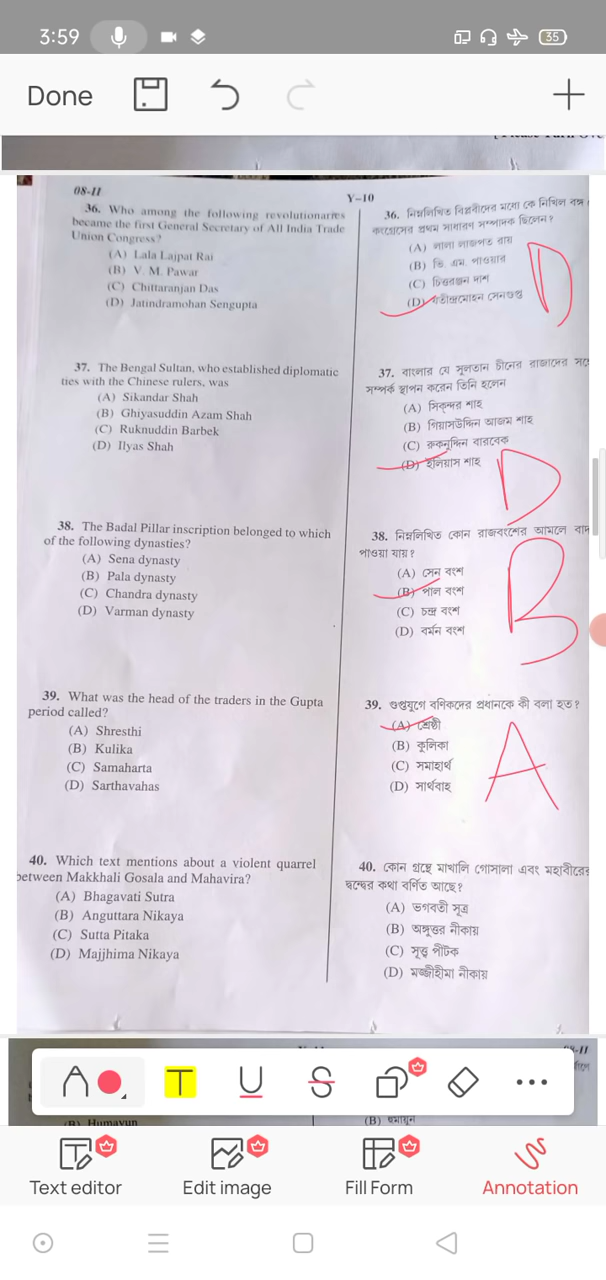 3:59
35
Done
08-II
Y-10
36. Who among the following revolutionaries
became the first General Secretary of All India Trade
Union Congress?
(A) Lala Lajpat Rai
(B) V. M. Pawar
(C) Chittaranjan Das
(D) Jatindramohan Sengupta
36. নিম্নলিখিত বিপ্লবীদের মধ্যে কে নিখিল বঙ্গ
কংগ্রেসের প্রথম সাধারণ সম্পাদক ছিলেন?
(A) লালা লাজপত রায়
(B) ভি. এম. পাওয়ার
(C) চিত্তরঞ্জন দাশ
(D) যতীন্দ্রমোহন সেনগুপ্ত
D
37. The Bengal Sultan, who established diplomatic
ties with the Chinese rulers, was
(A) Sikandar Shah
(B) Ghiyasuddin Azam Shah
(C) Ruknuddin Barbek
(D) Ilyas Shah
37. বাংলার যে সুলতান চীনের রাজাদের সঙ্গে
সম্পর্ক স্থাপন করেন তিনি হলেন
(A) সিকন্দর শাহ
(B) গিয়াসউদ্দিন আজম শাহ
(C) রুকনুদ্দিন বারবেক
(D) ইলিয়াস শাহ
D
38. The Badal Pillar inscription belonged to which
of the following dynasties?
(A) Sena dynasty
(B) Pala dynasty
(C) Chandra dynasty
(D) Varman dynasty
38. নিম্নলিখিত কোন রাজবংশের আমলে বাদ
পাওয়া যায়?
(A) সেন বংশ
(B) পাল বংশ
(C) চন্দ্র বংশ
(D) বর্মন বংশ
B
39. What was the head of the traders in the Gupta
period called?
(A) Shresthi
(B) Kulika
(C) Samaharta
(D) Sarthavahas
39. গুপ্তযুগে বণিকদের প্রধানকে কী বলা হত?
(A) শ্রেষ্ঠী
(B) কুলিকা
(C) সমাহার্থ
(D) সার্থবাহ
A
40. Which text mentions about a violent quarrel
between Makkhali Gosala and Mahavira?
(A) Bhagavati Sutra
(B) Anguttara Nikaya
(C) Sutta Pitaka
(D) Majjhima Nikaya
40. কোন গ্রন্থে মাখালি গোসালা এবং মহাবীরের
দ্বন্দ্বের কথা বর্ণিত আছে?
(A) ভগবতী সূত্র
(B) অঙ্গুত্তর নীকায়
(C) সূত্ত পীটক
(D) মজ্জীহীমা নীকায়
(B) Humayun
(B) হুমায়ুন
Text editor
Edit image
Fill Form
Annotation